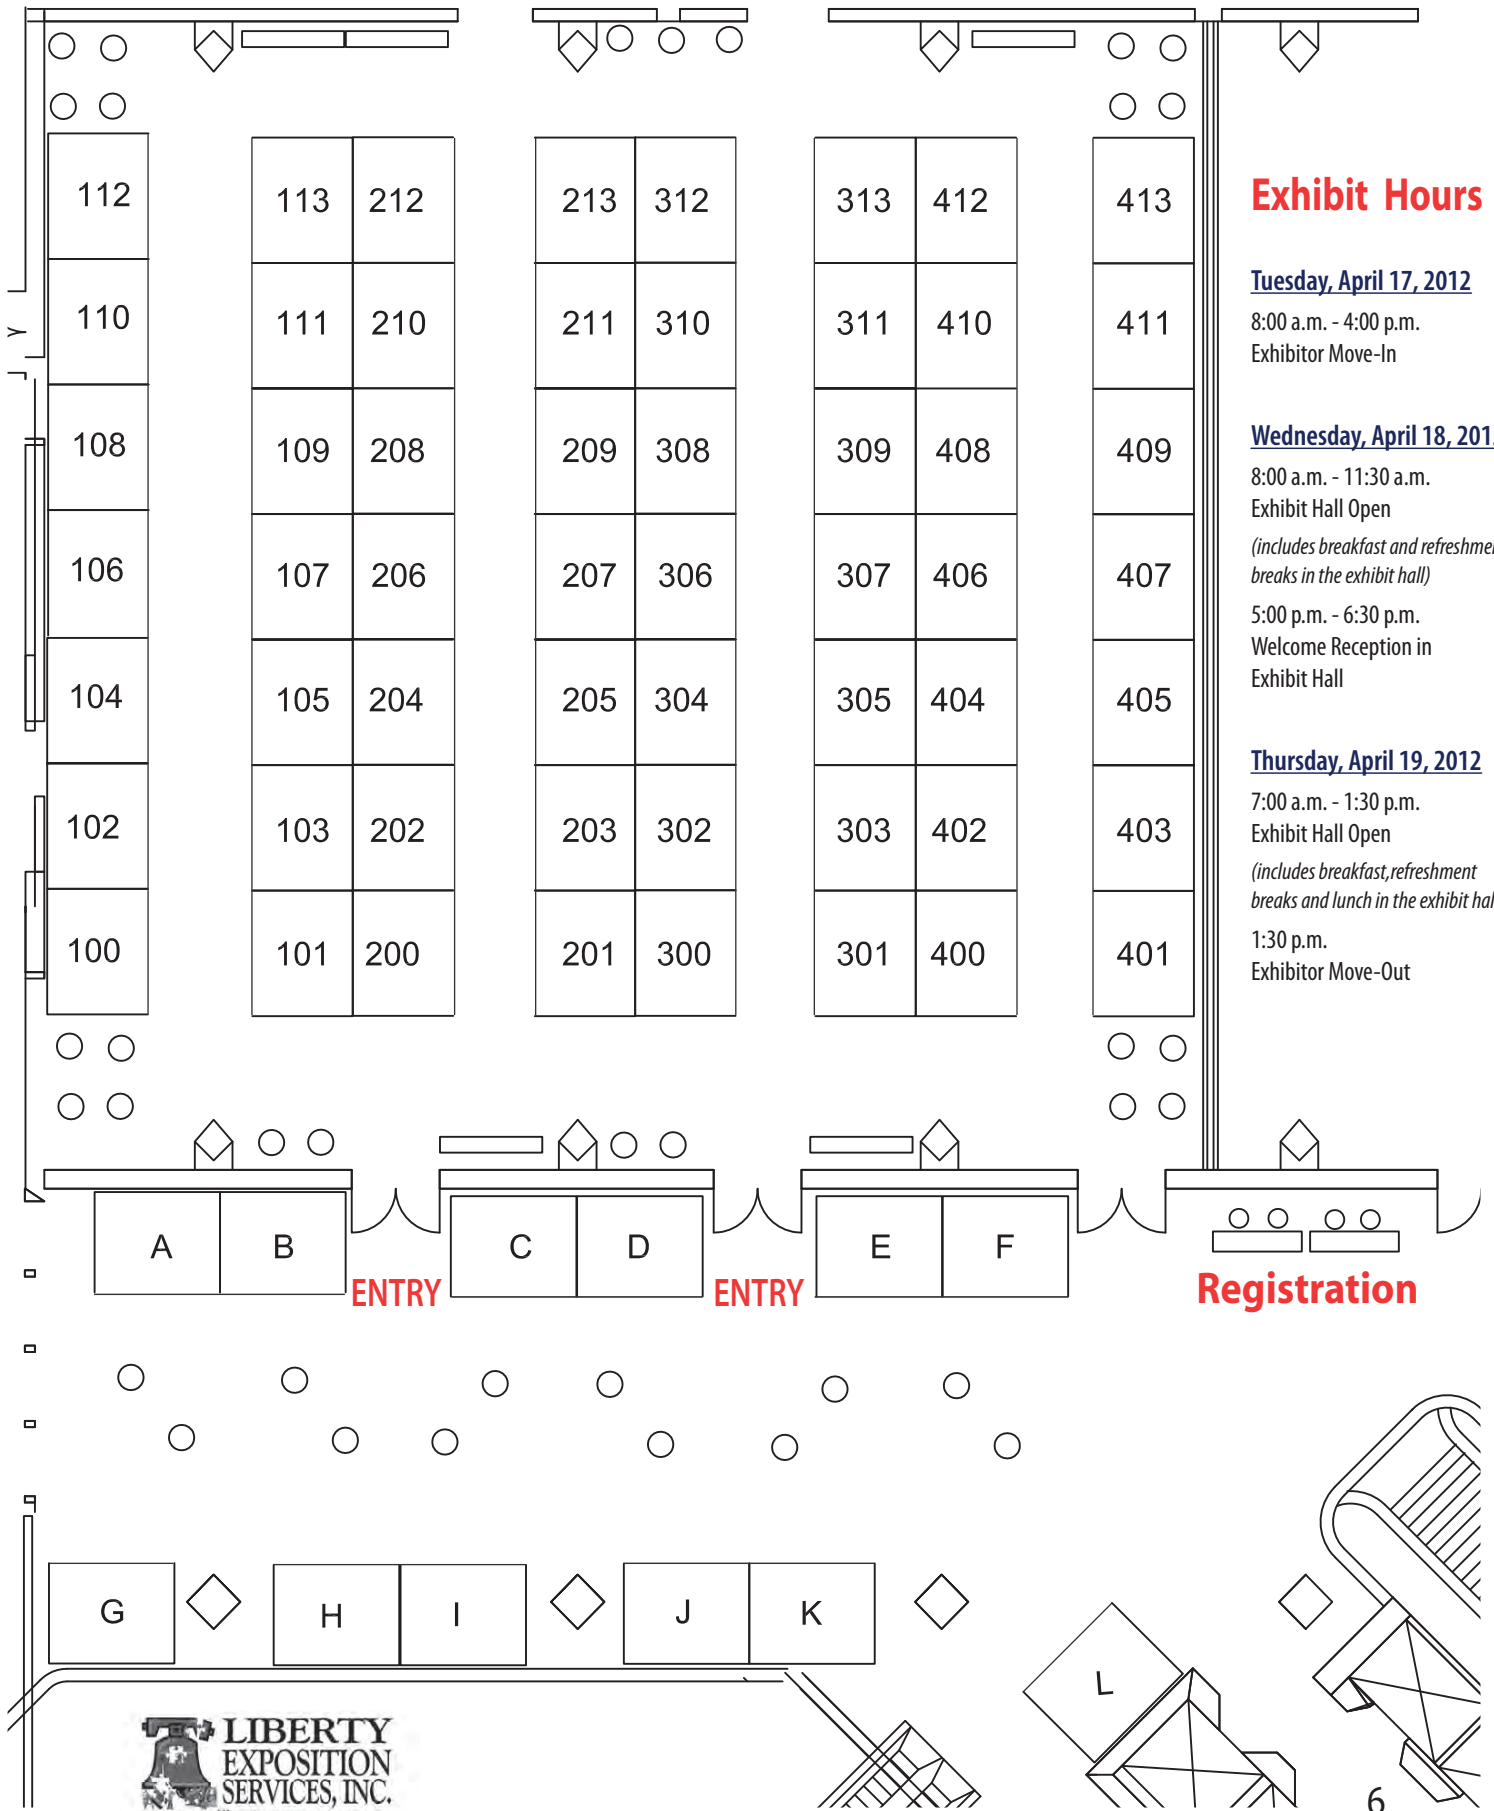 112 113 212 213 312 313 412 413
110 111 210 211 310 311 410 411
108 109 208 209 308 309 408 409
106 107 206 207 306 307 406 407
104 105 204 205 304 305 404 405
102 103 202 203 302 303 402 403
100 101 200 201 300 301 400 401
Exhibit Hours
Tuesday, April 17, 2012
8:00 a.m. - 4:00 p.m.
Exhibitor Move-In
Wednesday, April 18, 201
8:00 a.m. - 11:30 a.m.
Exhibit Hall Open
(includes breakfast and
breaks in the exhibit hall)
5:00 p.m. - 6:30 p.m.
Welcome Reception in
Exhibit Hall
Thursday, April 19, 2012
7:00 a.m. - 1:30 p.m.
Exhibit Hall Open
(includes breakfast,refreshment
breaks and lunch in the exhibit hal
1:30 p.m.
Exhibitor Move-Out
A B C D E F
ENTRY ENTRY
Registration
G H I J K
L
LIBERTY
EXPOSITION
SERVICES, INC.
6